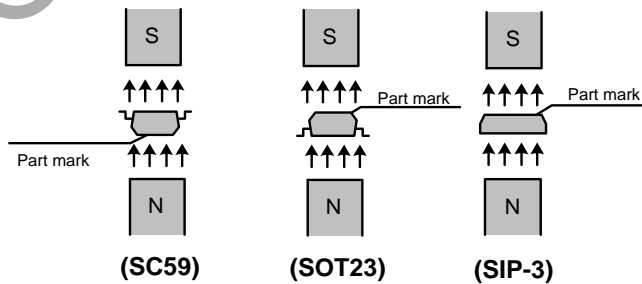 S S S
Part mark Part mark
Part mark
N N N
(SC59) (SOT23) (SIP-3)